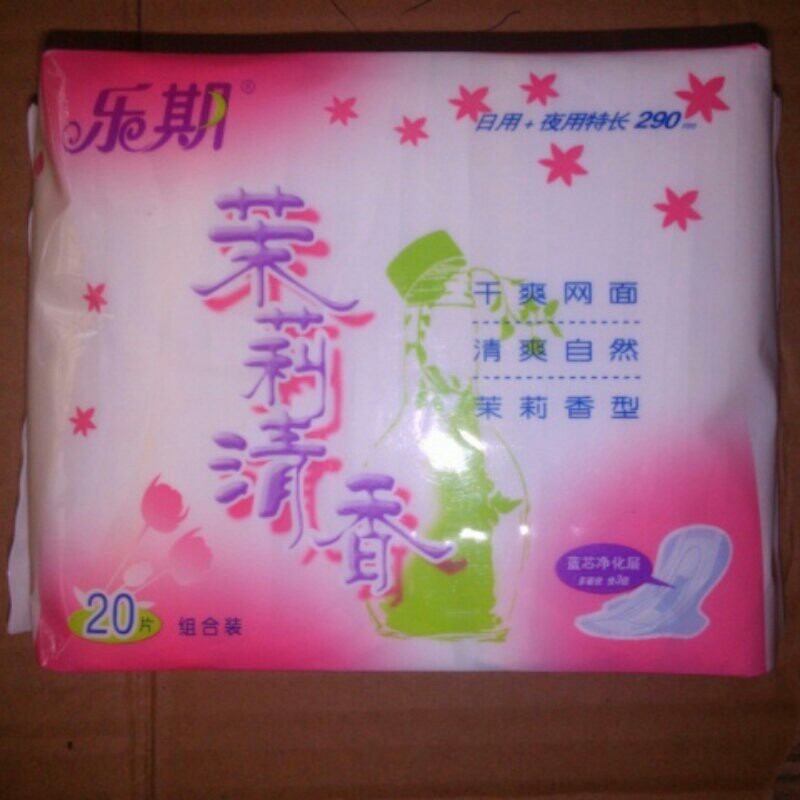 乐期®
日用 + 夜用特长 290mm
茉莉清香
干爽网面
清爽自然
茉莉香型
蓝芯净化层
20片 组合装